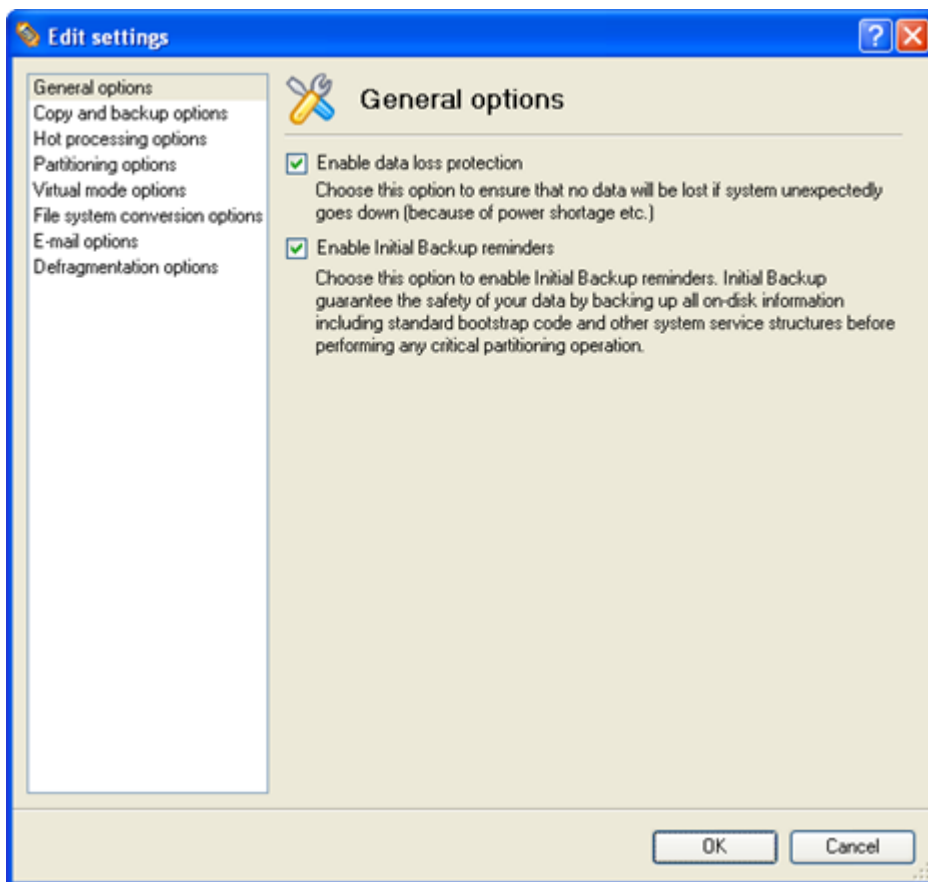 Edit settings
General options
Copy and backup options
Hot processing options
Partitioning options
Virtual mode options
File system conversion options
E-mail options
Defragmentation options
General options
Enable data loss protection
Choose this option to ensure that no data will be lost if system unexpectedly
goes down (because of power shortage etc.)
Enable Initial Backup reminders
Choose this option to enable Initial Backup reminders. Initial Backup
guarantee the safety of your data by backing up all on-disk information
including standard bootstrap code and other system service structures before
performing any critical partitioning operation.
OK
Cancel